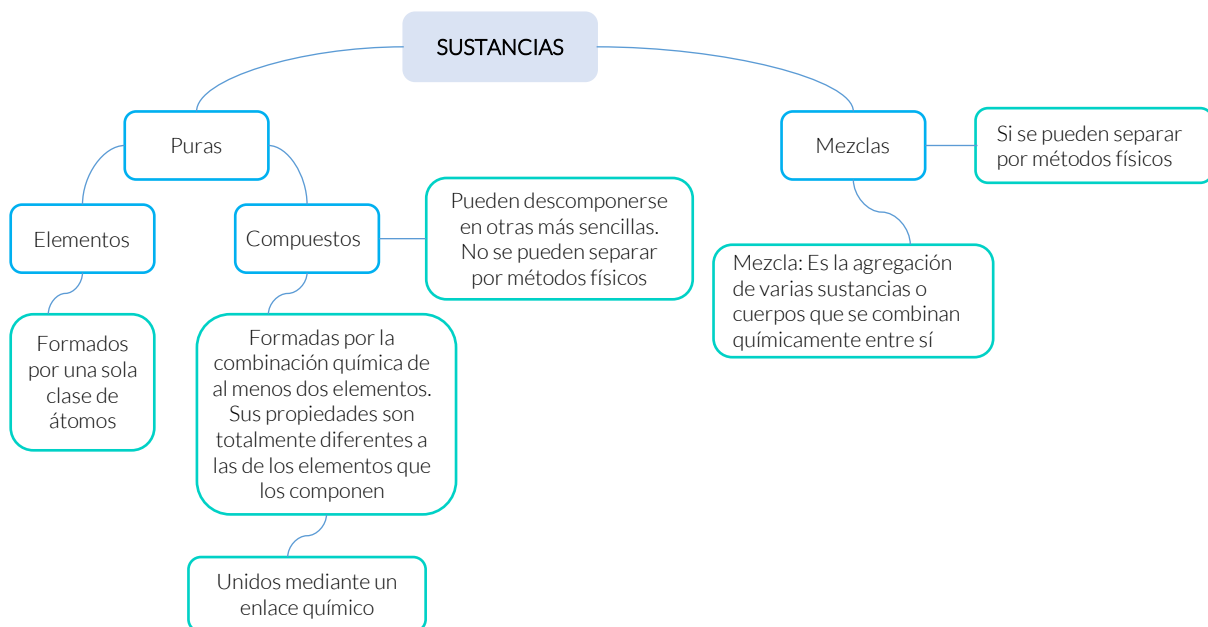 SUSTANCIAS
Puras
Mezclas
Si se pueden separar
por métodos físicos
Elementos
Compuestos
Pueden descomponerse
en otras más sencillas.
No se pueden separar
por métodos físicos
Mezcla: Es la agregación
de varias sustancias o
cuerpos que se combinan
químicamente entre sí
Formados
por una sola
clase de
átomos
Formadas por la
combinación química de
al menos dos elementos.
Sus propiedades son
totalmente diferentes a
las de los elementos que
los componen
Unidos mediante un
enlace químico